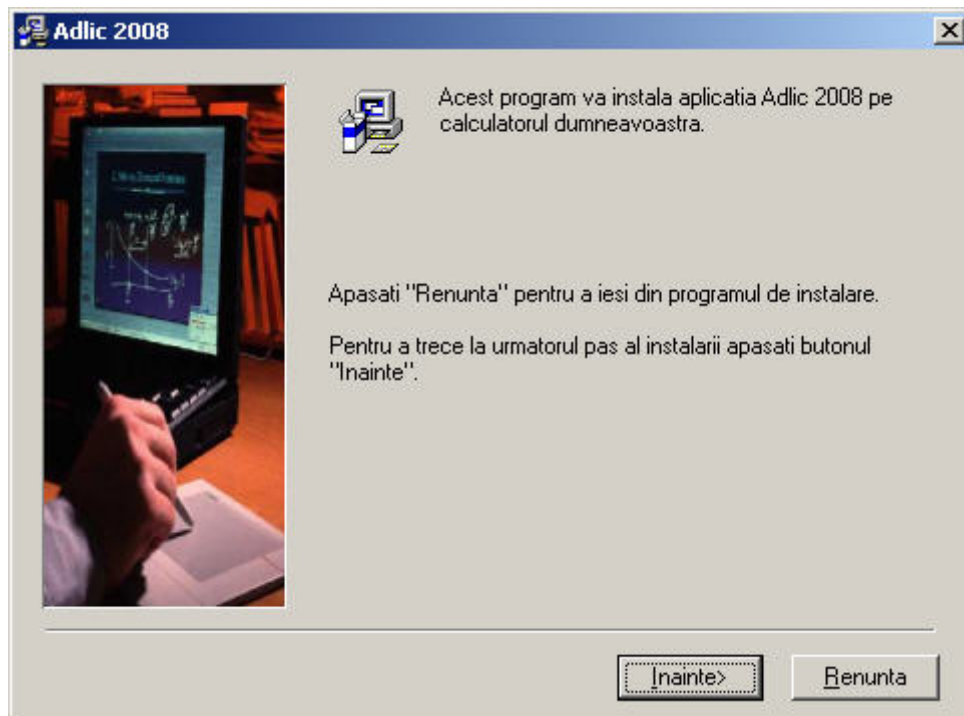 Adlic 2008
Acest program va instala aplicatia Adlic 2008 pe
calculatorul dumneavoastra.
Apasati "Renunta" pentru a iesi din programul de instalare.
Pentru a trece la urmatorul pas al instalarii apasati butonul
"Inainte".
Inainte>
Renunta